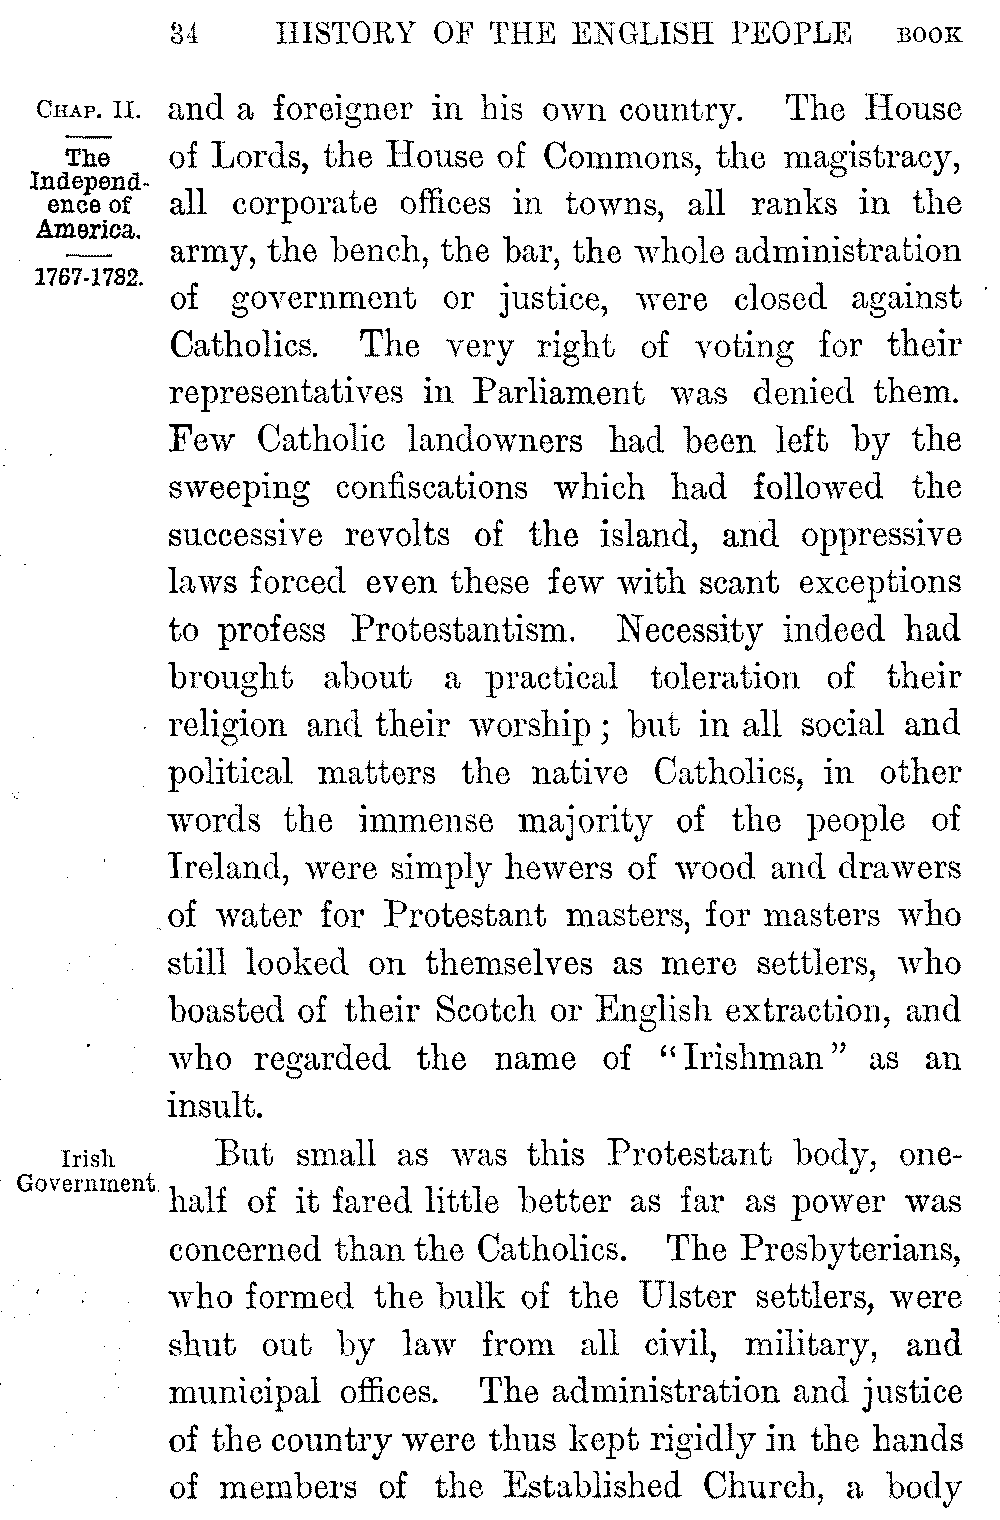 34 HISTORY OF THE ENGLISH PEOPLE BOOK
CHAP. II.
The
Independ-
ence of
America.
1767-1782.
and a foreigner in his own country. The House
of Lords, the House of Commons, the magistracy,
all corporate offices in towns, all ranks in the
army, the bench, the bar, the whole administration
of government or justice, were closed against
Catholics. The very right of voting for their
representatives in Parliament was denied them.
Few Catholic landowners had been left by the
sweeping confiscations which had followed the
successive revolts of the island, and oppressive
laws forced even these few with scant exceptions
to profess Protestantism. Necessity indeed had
brought about a practical toleration of their
religion and their worship; but in all social and
political matters the native Catholics, in other
words the immense majority of the people of
Ireland, were simply hewers of wood and drawers
of water for Protestant masters, for masters who
still looked on themselves as mere settlers, who
boasted of their Scotch or English extraction, and
who regarded the name of “Irishman” as an
insult.
Irish
Government.
But small as was this Protestant body, one-
half of it fared little better as far as power was
concerned than the Catholics. The Presbyterians,
who formed the bulk of the Ulster settlers, were
shut out by law from all civil, military, and
municipal offices. The administration and justice
of the country were thus kept rigidly in the hands
of members of the Established Church, a body